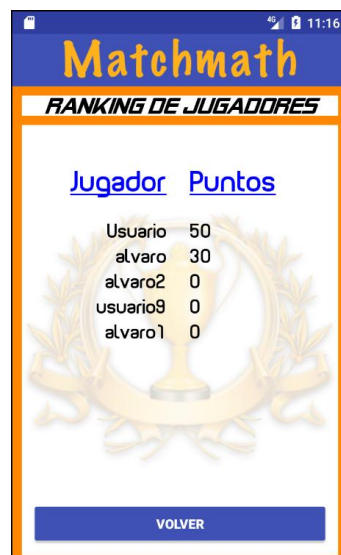 4G 11:16
Matchmath
RANKING DE JUGADORES
Jugador Puntos
Usuario 50
alvaro 30
alvaro2 0
usuario9 0
alvaro1 0
VOLVER